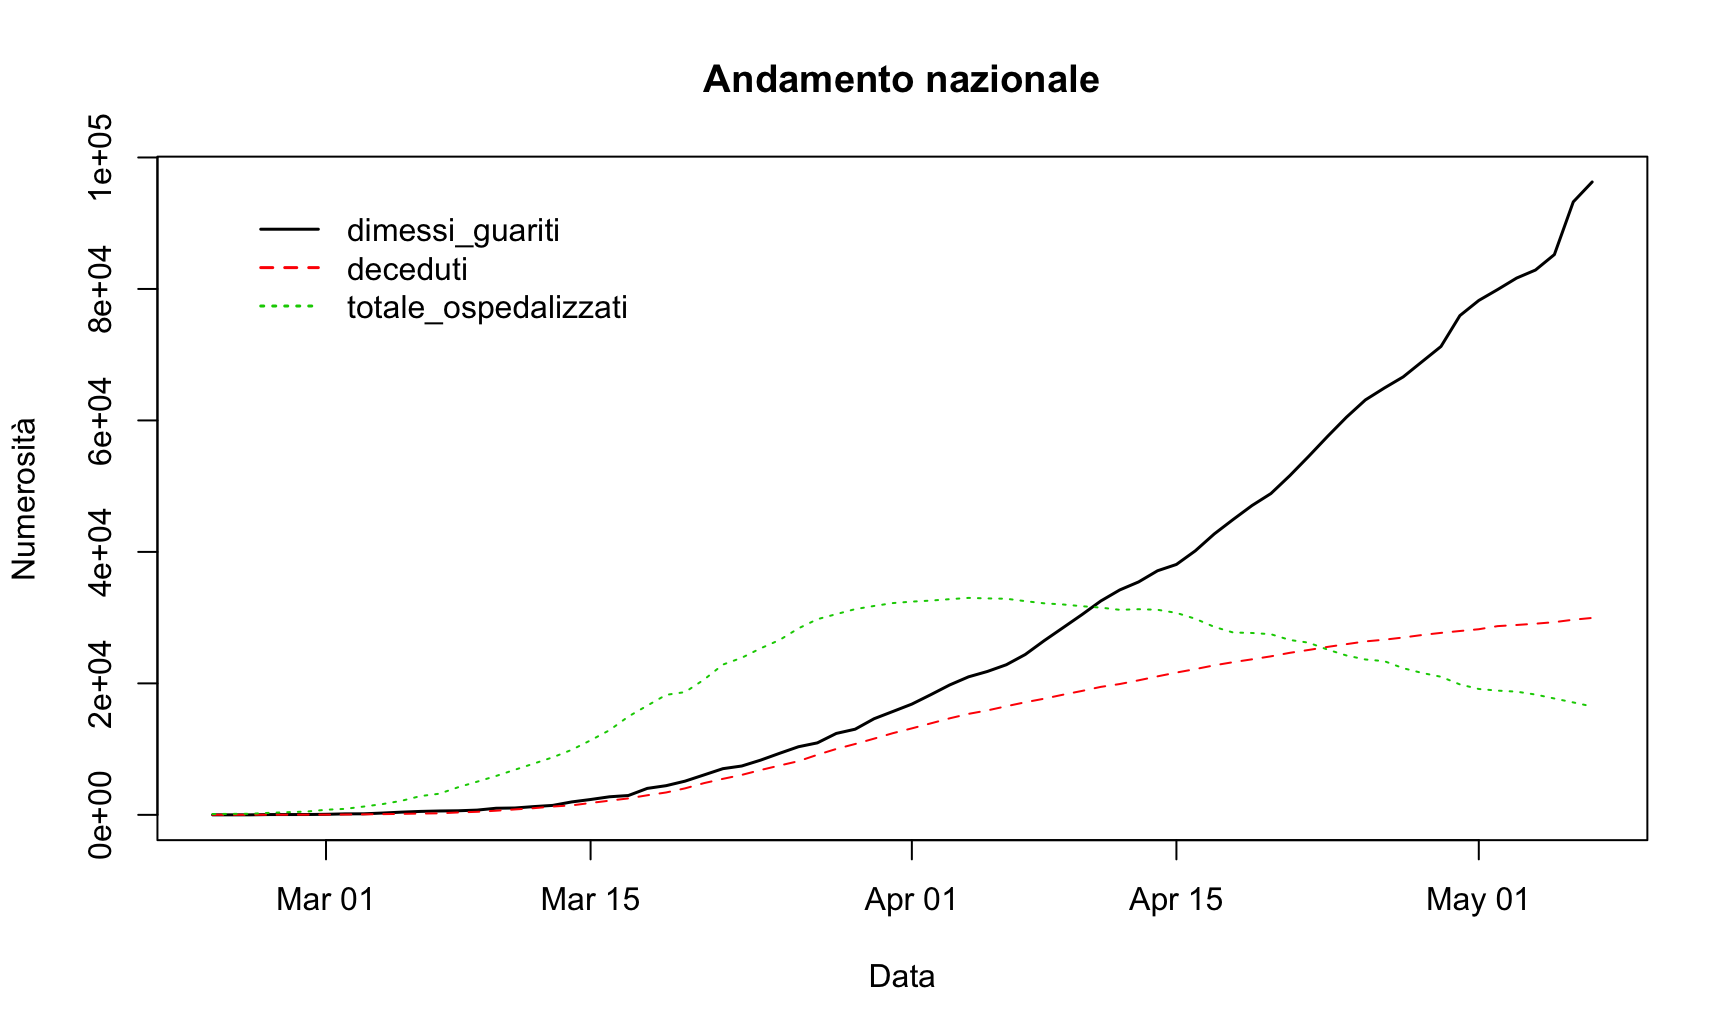 Andamento nazionale
1e+05
8e+04
6e+04
4e+04
2e+04
0e+00
Numerosità
dimessi_guariti
deceduti
totale_ospedalizzati
Mar 01 Mar 15 Apr 01 Apr 15 May 01
Data